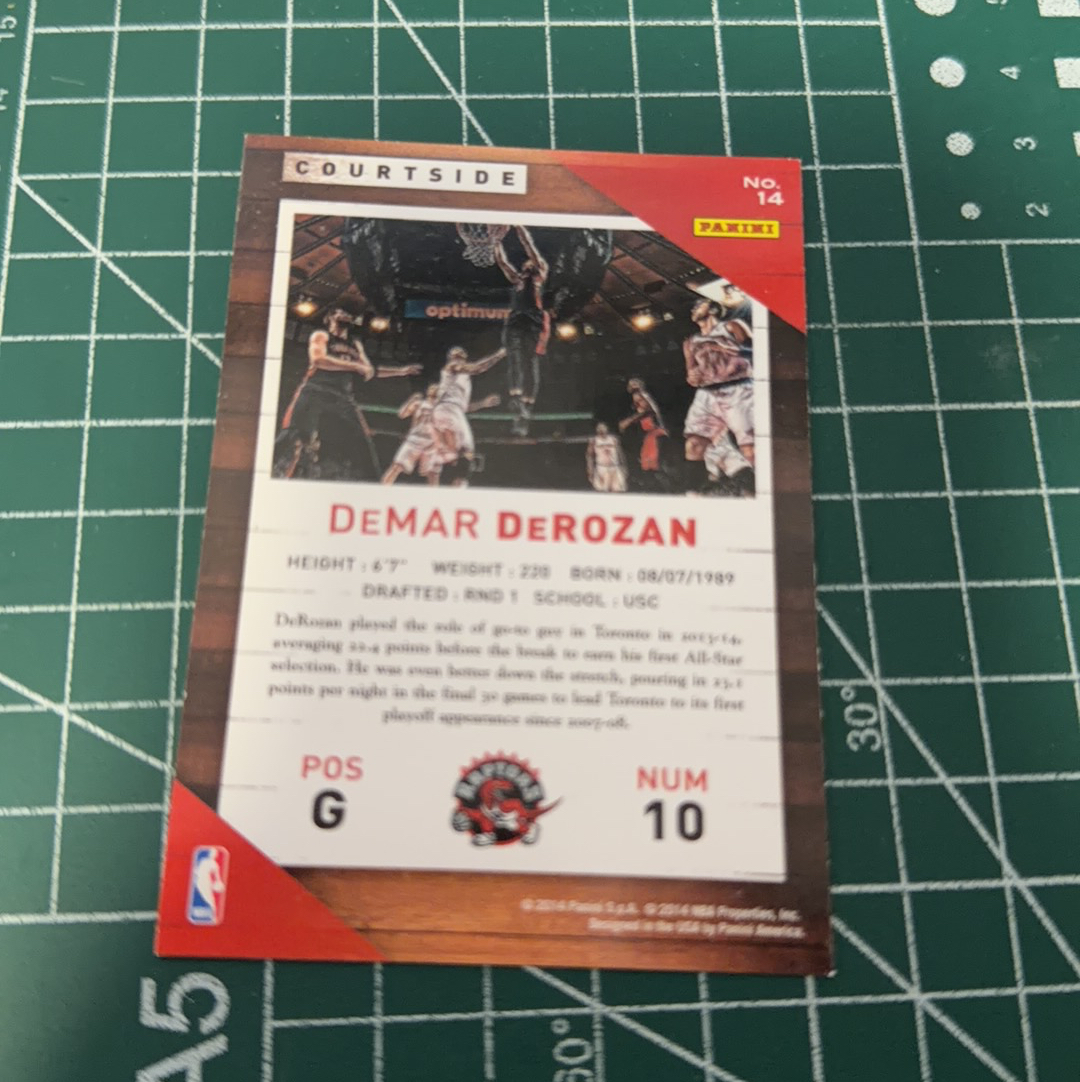 COURTSIDE
No.
14
PANINI
optimum
DeMar DeRozan
HEIGHT : 6'7" WEIGHT : 220 BORN : 08/07/1989
DRAFTED : RND 1 SCHOOL : USC
DeRozan played the role of go-to guy in Toronto in 2013-14,
averaging 22.4 points before the break to earn his first All-Star
selection. He was even better down the stretch, pouring in 23.1
points per night in the final 30 games to lead Toronto to its first
playoff appearance since 2007-08.
POS
G
RAPTORS
NUM
10
© 2014 Panini S.p.A. © 2014 NBA Properties, Inc.
Designed in the USA by Panini America.
A5
30°
4
3
2
15
14